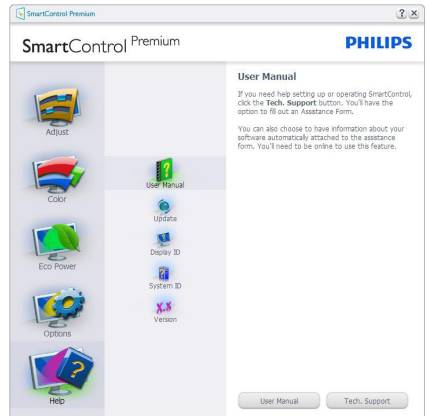 SmartControl Premium
? ×
SmartControl Premium
PHILIPS
Adjust
Color
Eco Power
Options
Help
?
User Manual
?
Update
Display ID
?
System ID
X.X
Version
User Manual
If you need help setting up or operating SmartControl,
click the Tech. Support button. You'll have the
option to fill out an Assistance Form.
You can also choose to have information about your
software automatically attached to the assistance
form. You'll need to be online to use this feature.
User Manual
Tech. Support